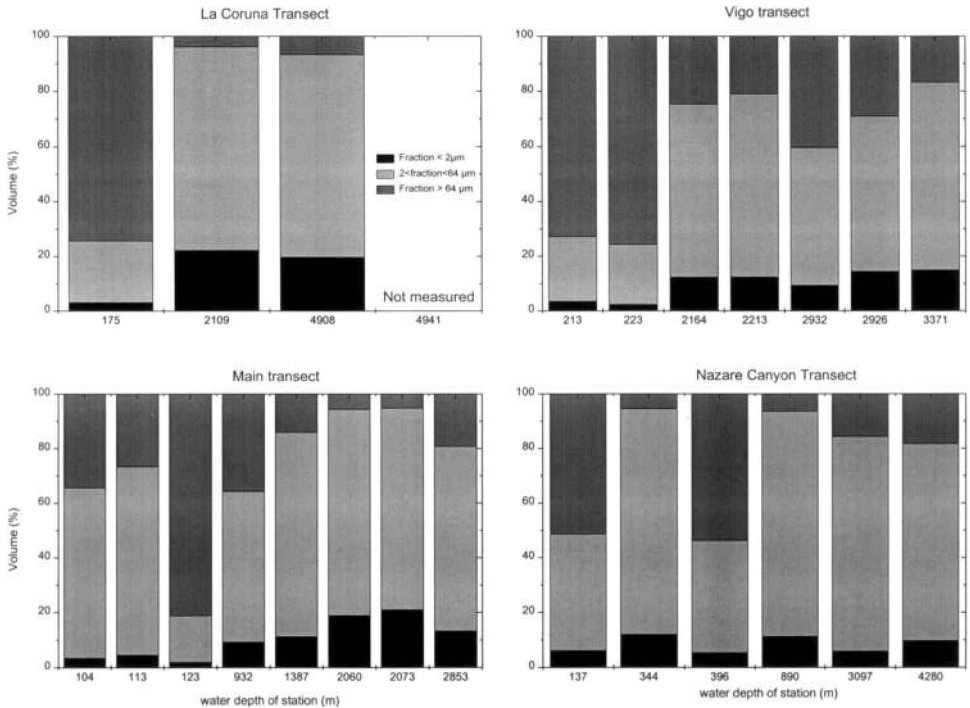 La Coruna Transect
Vigo transect
100
80
60
40
20
0
Volume (%)
Fraction < 2µm
2<fraction<64 µm
Fraction > 64 µm
Not measured
175 2109 4908 4941
100
80
60
40
20
0
213 223 2164 2213 2932 2926 3371
Main transect
Nazare Canyon Transect
100
80
60
40
20
0
Volume (%)
104 113 123 932 1387 2060 2073 2853
water depth of station (m)
100
80
60
40
20
0
137 344 396 890 3097 4280
water depth of station (m)